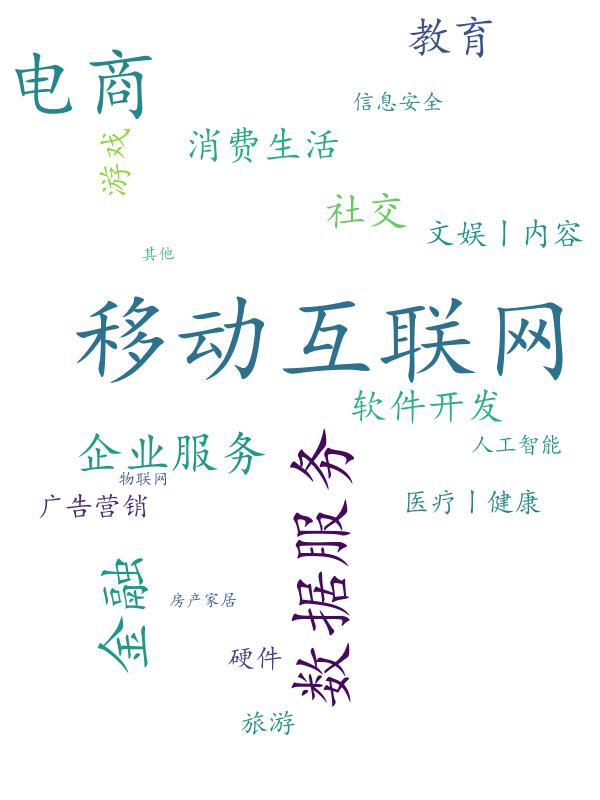 教育
电商
信息安全
游戏
消费生活
社交
文娱丨内容
其他
移动互联网
软件开发
企业服务
人工智能
物联网
数据服务
广告营销
医疗丨健康
金融
房产家居
硬件
旅游